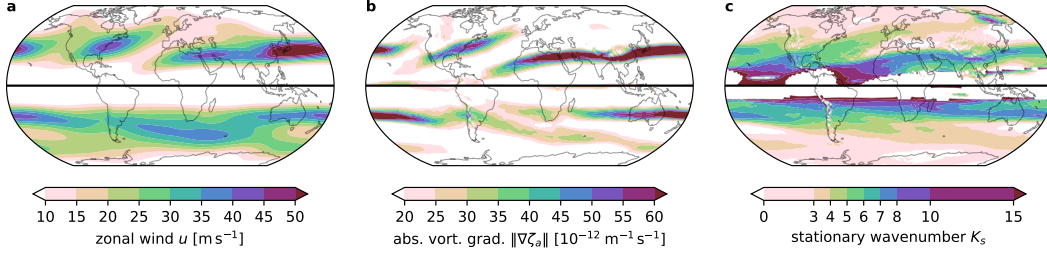 a
b
c
10 15 20 25 30 35 40 45 50
zonal wind u [m s⁻¹]
20 25 30 35 40 45 50 55 60
abs. vort. grad. ‖∇ζₐ‖ [10⁻¹² m⁻¹ s⁻¹]
0 3 4 5 6 7 8 10 15
stationary wavenumber Kₛ